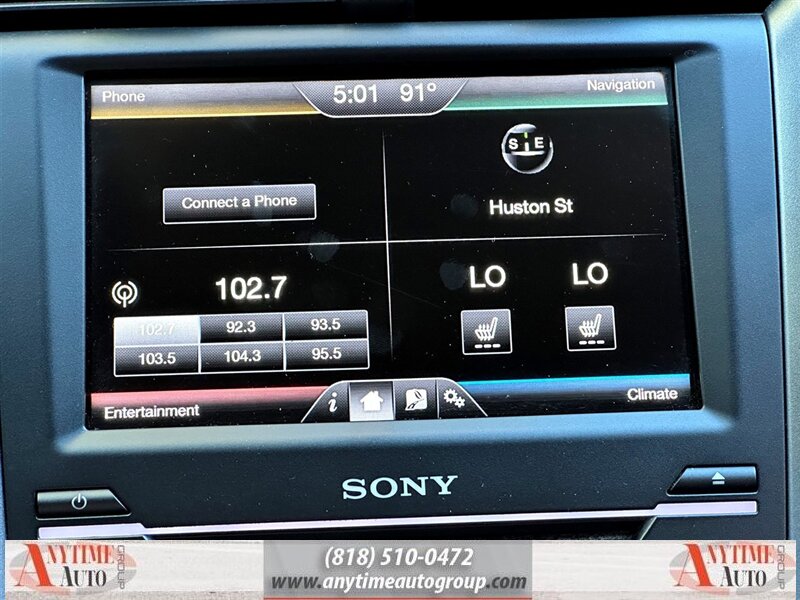 Phone
5:01 91°
Navigation
S E
Connect a Phone
Huston St
102.7
LO LO
102.7 92.3 93.5
103.5 104.3 95.5
Entertainment
i
Climate
SONY
ANYTIME AUTO GROUP
(818) 510-0472
www.anytimeautogroup.com
ANYTIME AUTO GROUP